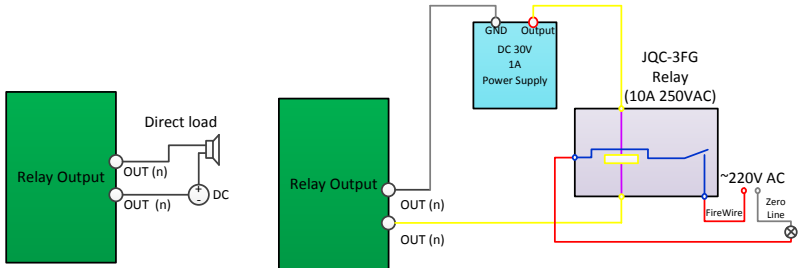 Direct load
Relay Output
OUT (n)
OUT (n)
+
-
DC
GND
Output
DC 30V
1A
Power Supply
JQC-3FG
Relay
(10A 250VAC)
Relay Output
OUT (n)
OUT (n)
~220V AC
FireWire
Zero
Line